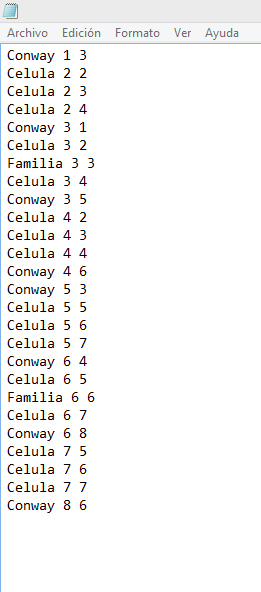 Archivo Edición Formato Ver Ayuda
Conway 1 3
Celula 2 2
Celula 2 3
Celula 2 4
Conway 3 1
Celula 3 2
Familia 3 3
Celula 3 4
Conway 3 5
Celula 4 2
Celula 4 3
Celula 4 4
Conway 4 6
Conway 5 3
Celula 5 5
Celula 5 6
Celula 5 7
Conway 6 4
Celula 6 5
Familia 6 6
Celula 6 7
Conway 6 8
Celula 7 5
Celula 7 6
Celula 7 7
Conway 8 6